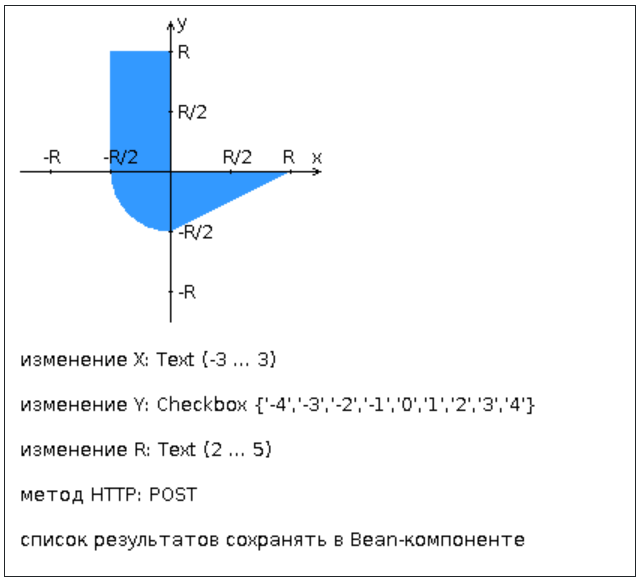 y
R
R/2
-R
-R/2
R/2
R
x
-R/2
-R
изменение X: Text (-3 ... 3)
изменение Y: Checkbox {'-4','-3','-2','-1','0','1','2','3','4'}
изменение R: Text (2 ... 5)
метод HTTP: POST
список результатов сохранять в Bean-компоненте